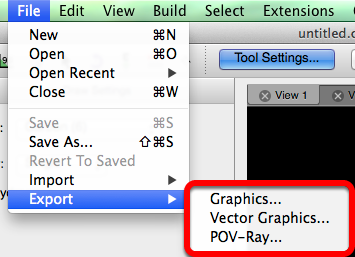 File Edit View Build Select Extensions
untitled.
New ⌘N
Open ⌘O
Open Recent ▶
Close ⌘W
Tool Settings...
View 1
Save ⌘S
Save As... ⇧⌘S
Revert To Saved
Import ▶
Export ▶
Graphics...
Vector Graphics...
POV-Ray...